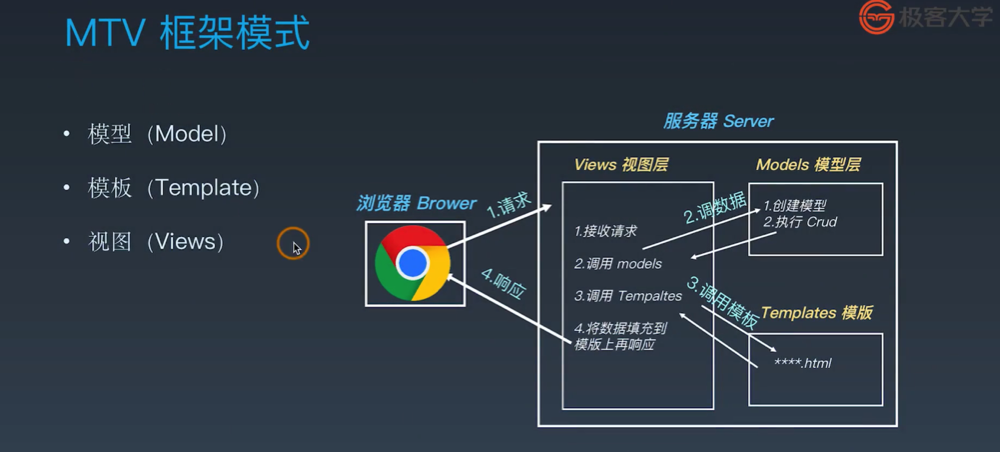 极客大学
MTV 框架模式
• 模型（Model）
• 模板（Template）
• 视图（Views）
服务器 Server
浏览器 Brower
1.请求
4.响应
Views 视图层
1.接收请求
2.调用 models
3.调用 Tempaltes
4.将数据填充到
模版上再响应
2.调数据
Models 模型层
1.创建模型
2.执行 Crud
3.调用模板
Templates 模版
****.html